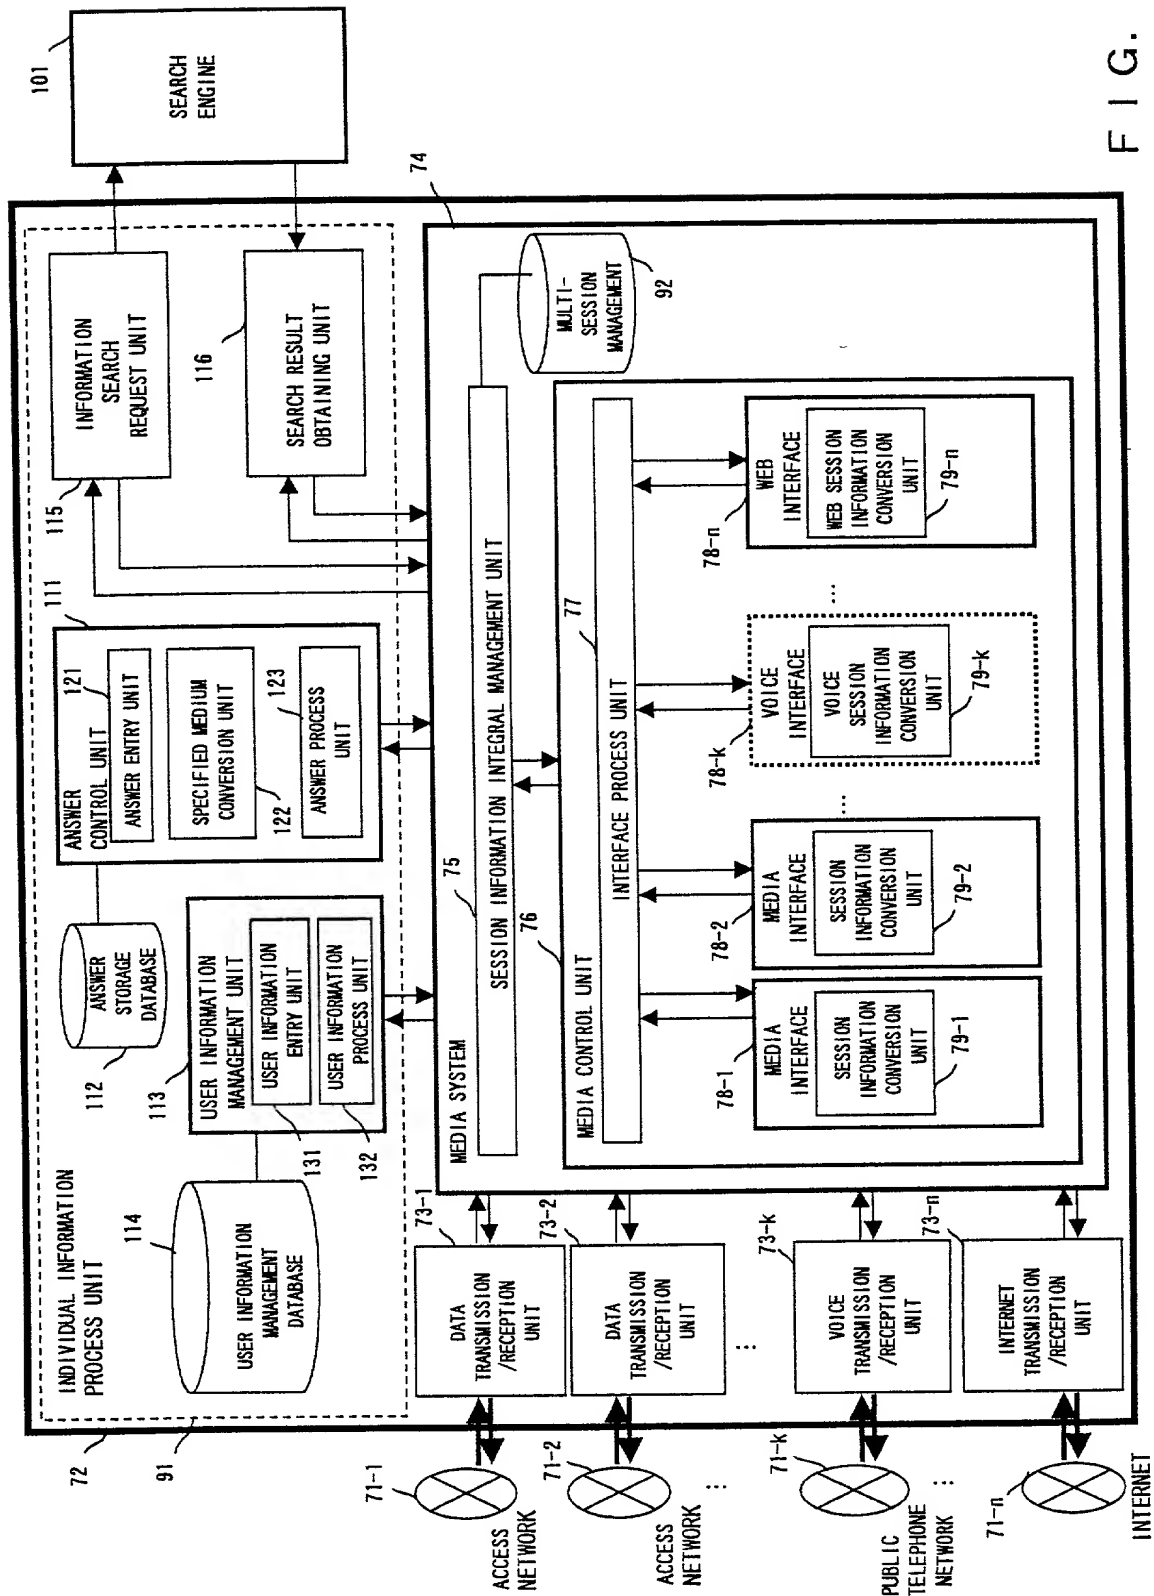 101
SEARCH
ENGINE
72
91
INDIVIDUAL INFORMATION
PROCESS UNIT
114
USER INFORMATION
MANAGEMENT
DATABASE
112
ANSWER
STORAGE
DATABASE
113
USER INFORMATION
MANAGEMENT UNIT
USER INFORMATION
ENTRY UNIT
131
USER INFORMATION
PROCESS UNIT
132
111
ANSWER
CONTROL UNIT
121
ANSWER ENTRY UNIT
SPECIFIED MEDIUM
CONVERSION UNIT
122
123
ANSWER PROCESS
UNIT
115
INFORMATION
SEARCH
REQUEST UNIT
116
SEARCH RESULT
OBTAINING UNIT
74
MEDIA SYSTEM
75
SESSION INFORMATION INTEGRAL MANAGEMENT UNIT
MULTI-
SESSION
MANAGEMENT
92
76
MEDIA CONTROL UNIT
77
INTERFACE PROCESS UNIT
78-1
MEDIA
INTERFACE
SESSION
INFORMATION
CONVERSION
UNIT
79-1
78-2
MEDIA
INTERFACE
SESSION
INFORMATION
CONVERSION
UNIT
79-2
...
78-k
VOICE
INTERFACE
VOICE
SESSION
INFORMATION
CONVERSION
UNIT
79-k
...
78-n
WEB
INTERFACE
WEB SESSION
INFORMATION
CONVERSION
UNIT
79-n
71-1
ACCESS
NETWORK
73-1
DATA
TRANSMISSION
/RECEPTION
UNIT
71-2
ACCESS
NETWORK
73-2
DATA
TRANSMISSION
/RECEPTION
UNIT
...
...
71-k
PUBLIC
TELEPHONE
NETWORK
73-k
VOICE
TRANSMISSION
/RECEPTION
UNIT
...
71-n
INTERNET
73-n
INTERNET
TRANSMISSION
/RECEPTION
UNIT
FIG.